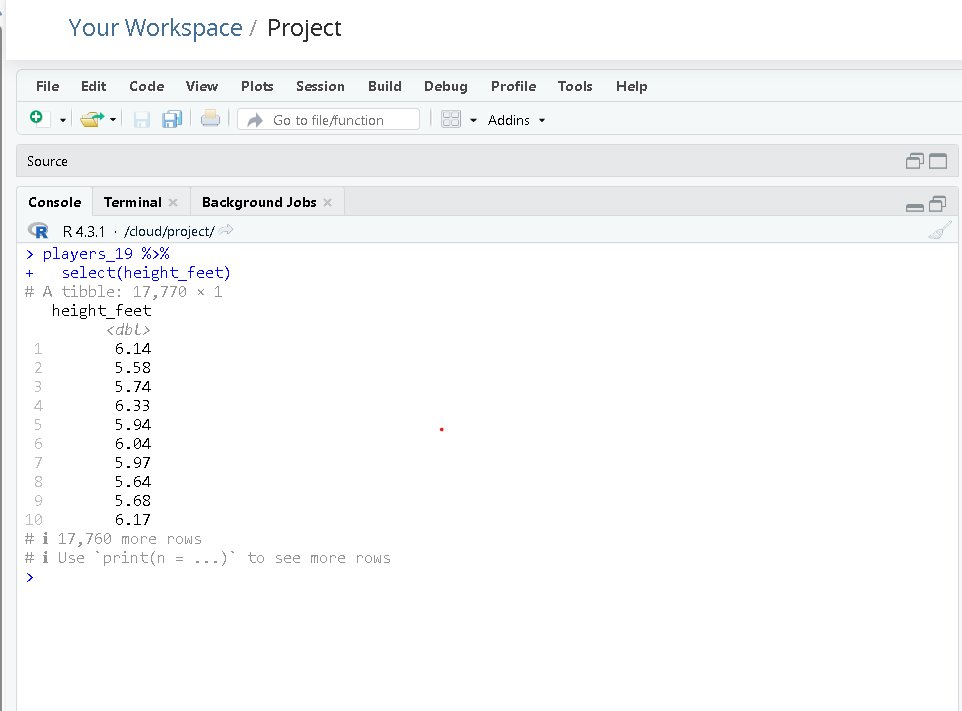 Your Workspace / Project
File Edit Code View Plots Session Build Debug Profile Tools Help
Go to file/function Addins
Source
Console Terminal Background Jobs
R R 4.3.1 · /cloud/project/
> players_19 %>%
+   select(height_feet)
# A tibble: 17,770 × 1
   height_feet
         <dbl>
 1        6.14
 2        5.58
 3        5.74
 4        6.33
 5        5.94
 6        6.04
 7        5.97
 8        5.64
 9        5.68
10        6.17
# ℹ 17,760 more rows
# ℹ Use `print(n = ...)` to see more rows
>